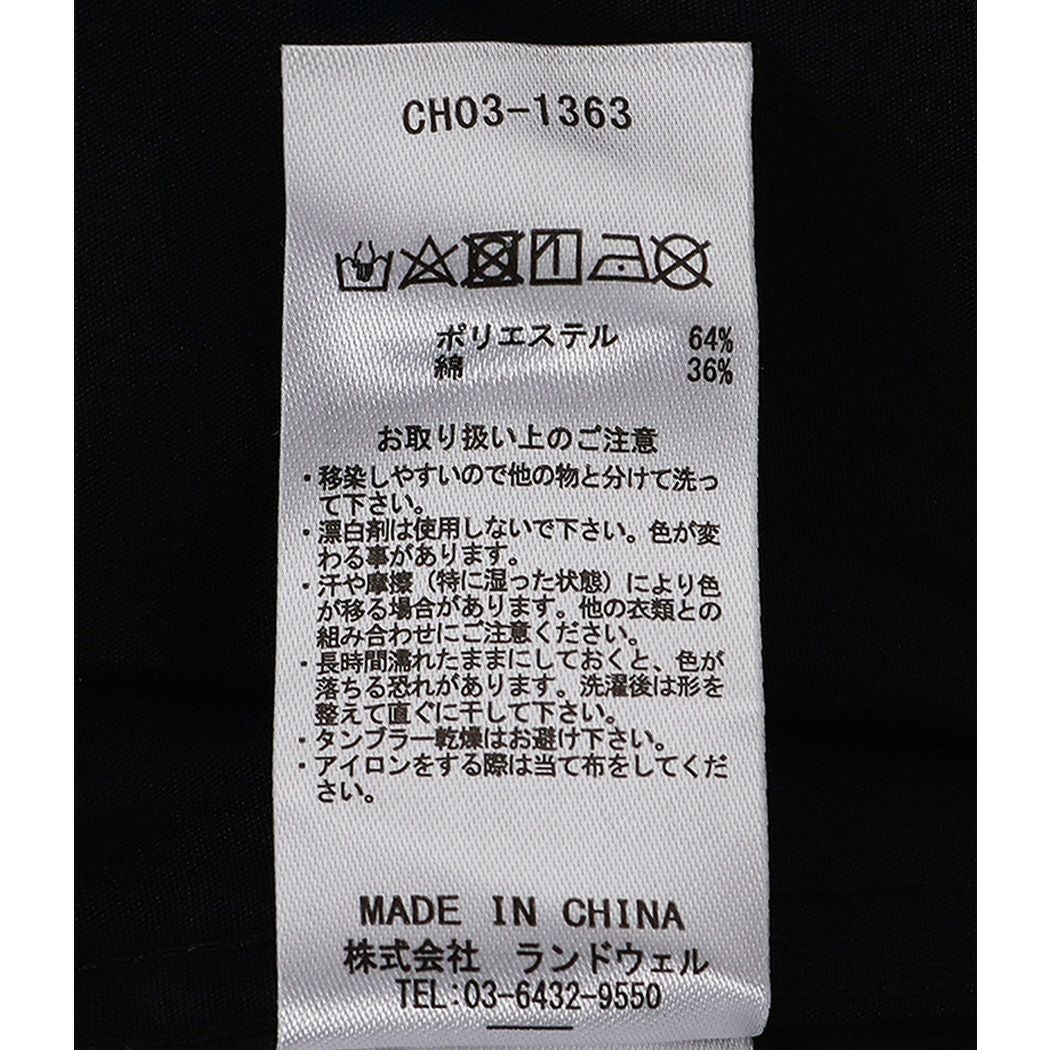 CH03-1363
ポリエステル 64%
綿 36%
お取り扱い上のご注意
・移染しやすいので他の物と分けて洗っ
て下さい。
・漂白剤は使用しないで下さい。色が変
わる事があります。
・汗や摩擦（特に湿った状態）により色
が移る場合があります。他の衣類との
組み合わせにご注意ください。
・長時間濡れたままにしておくと、色が
落ちる恐れがあります。洗濯後は形を
整えて直ぐに干して下さい。
・タンブラー乾燥はお避け下さい。
・アイロンをする際は当て布をしてくだ
さい。
MADE IN CHINA
株式会社 ランドウェル
TEL:03-6432-9550